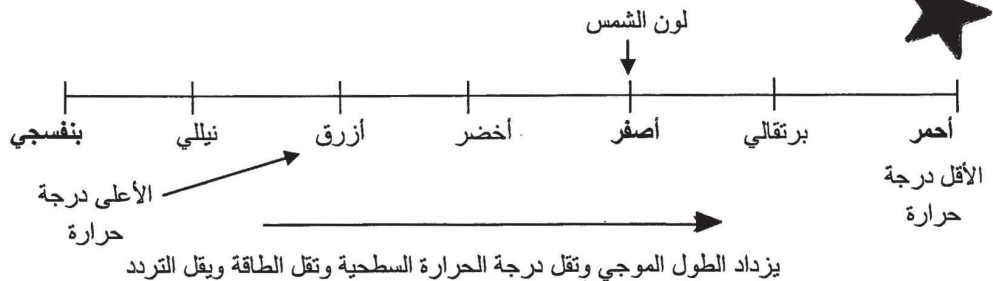 لون الشمس
أحمر برتقالي أصفر أخضر أزرق نيللي بنفسجي
الأقل درجة
حرارة
الأعلى درجة
حرارة
يزداد الطول الموجي وتقل درجة الحرارة السطحية وتقل الطاقة ويقل التردد